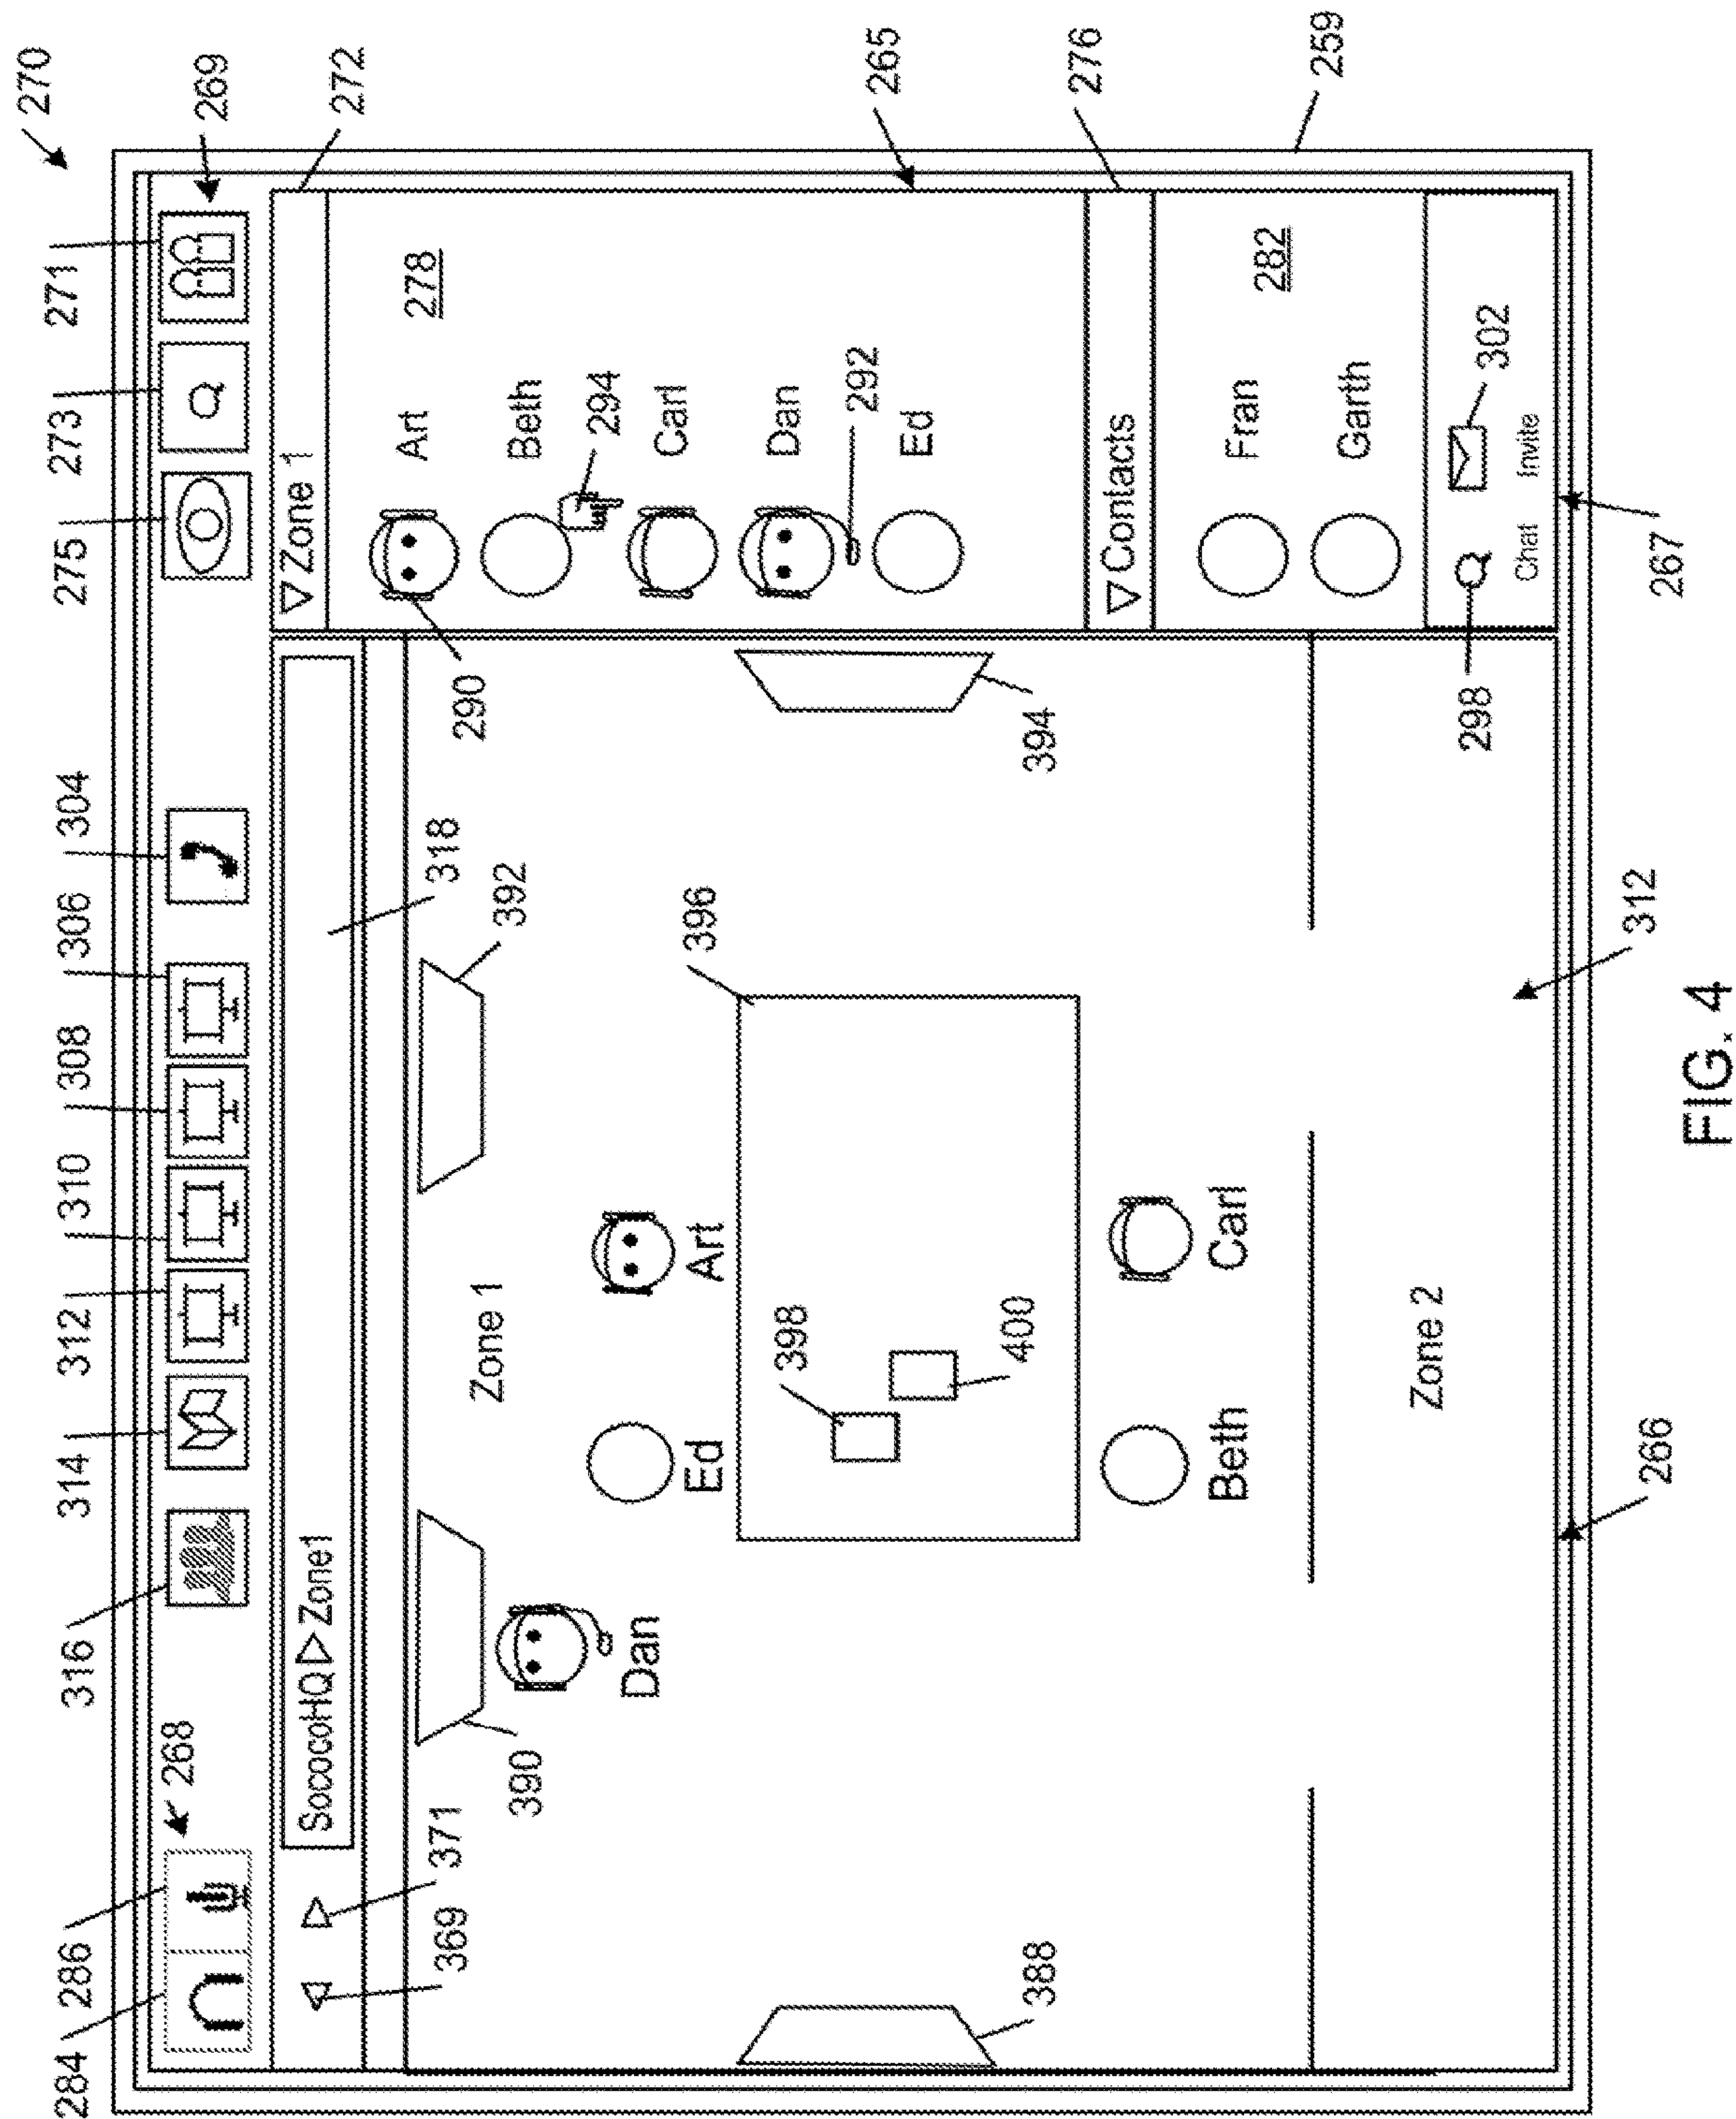 270
284
286
268
316
314
312
310
308
306
304
275
273
271
269
272
369
371
SococoHQ ▷ Zone1
318
▽ Zone 1
290
Art
278
Beth
294
Carl
Dan
292
Ed
265
▽ Contacts
276
Fran
282
Garth
298
302
Chat
Invite
267
259
390
392
Zone 1
Dan
Ed
Art
396
394
398
400
388
Beth
Carl
Zone 2
266
312
FIG. 4